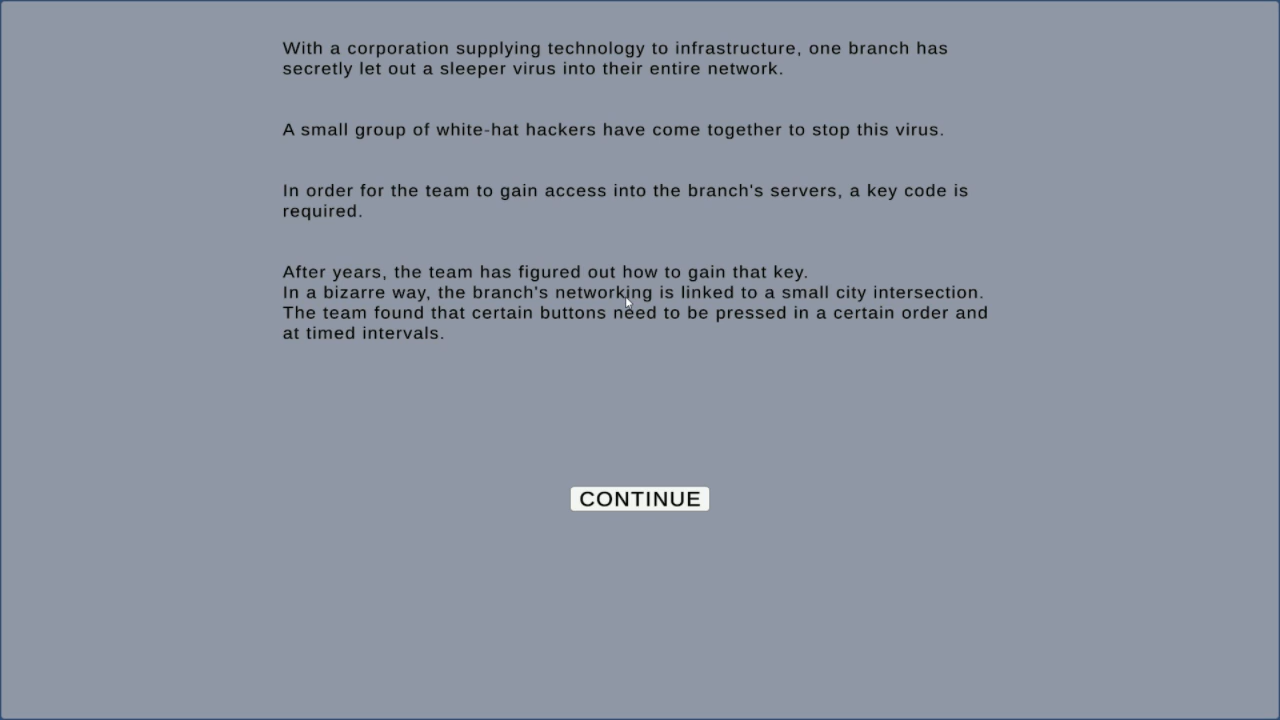 With a corporation supplying technology to infrastructure, one branch has
secretly let out a sleeper virus into their entire network.
A small group of white-hat hackers have come together to stop this virus.
In order for the team to gain access into the branch's servers, a key code is
required.
After years, the team has figured out how to gain that key.
In a bizarre way, the branch's networking is linked to a small city intersection.
The team found that certain buttons need to be pressed in a certain order and
at timed intervals.
CONTINUE